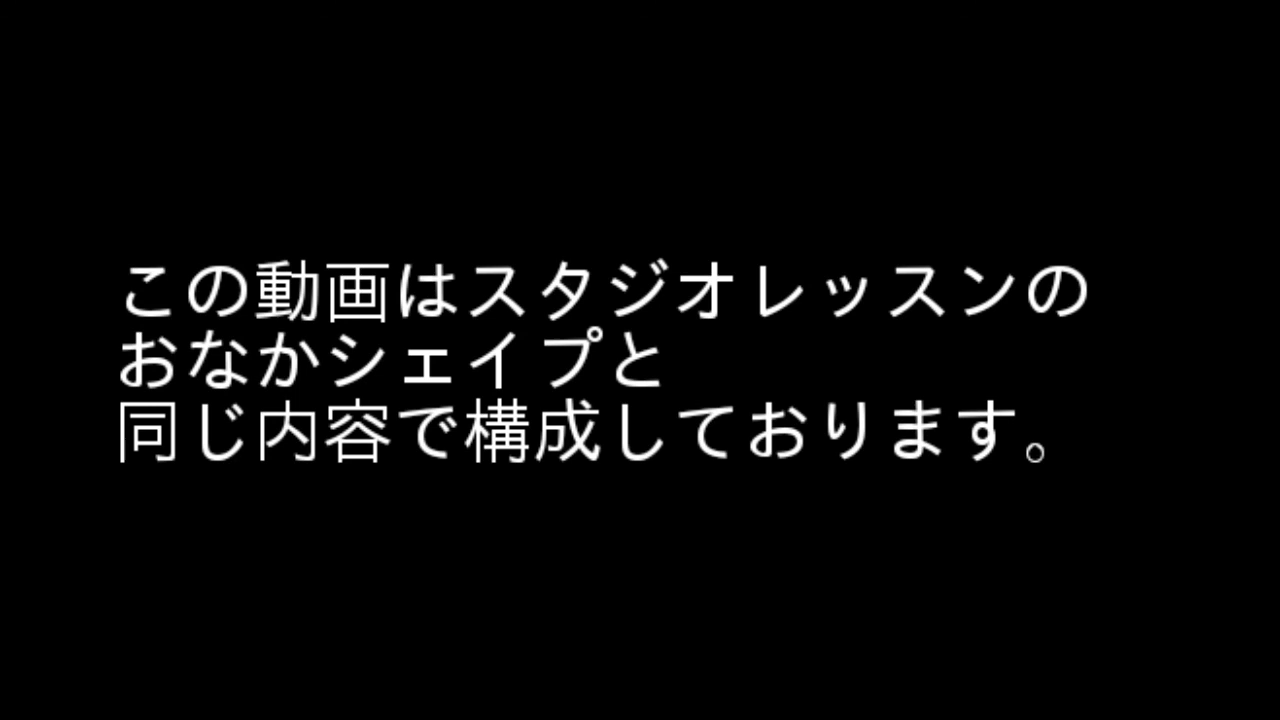 この動画はスタジオレッスンの
おなかシェイプと
同じ内容で構成しております。